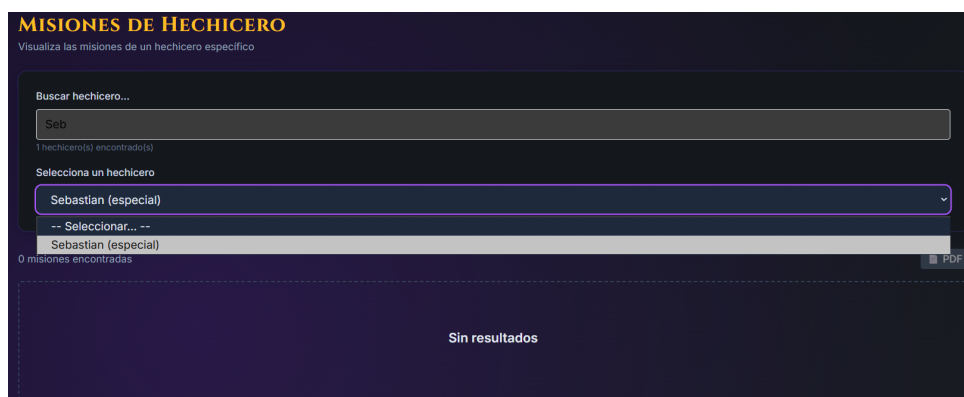 MISIONES DE HECHICERO
Visualiza las misiones de un hechicero específico
Buscar hechicero...
Seb
1 hechicero(s) encontrado(s)
Selecciona un hechicero
Sebastian (especial)
-- Seleccionar... --
Sebastian (especial)
0 misiones encontradas
PDF
Sin resultados